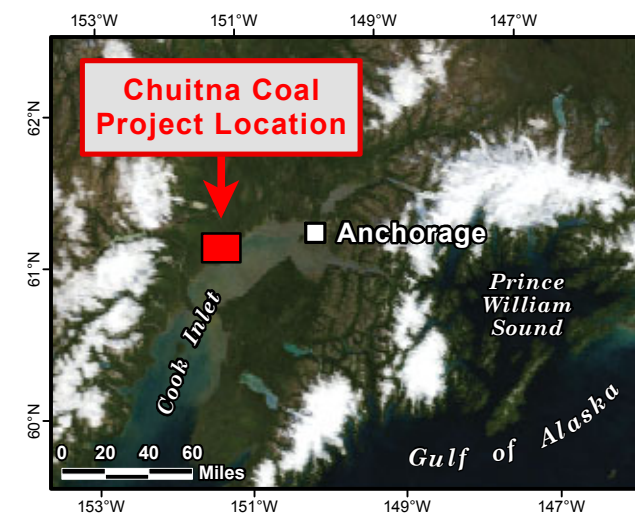 153°W 151°W 149°W 147°W
Chuitna Coal
Project Location
62°N
Anchorage
61°N
Prince
William
Sound
Cook Inlet
60°N
Gulf of Alaska
0 20 40 60
Miles
153°W 151°W 149°W 147°W